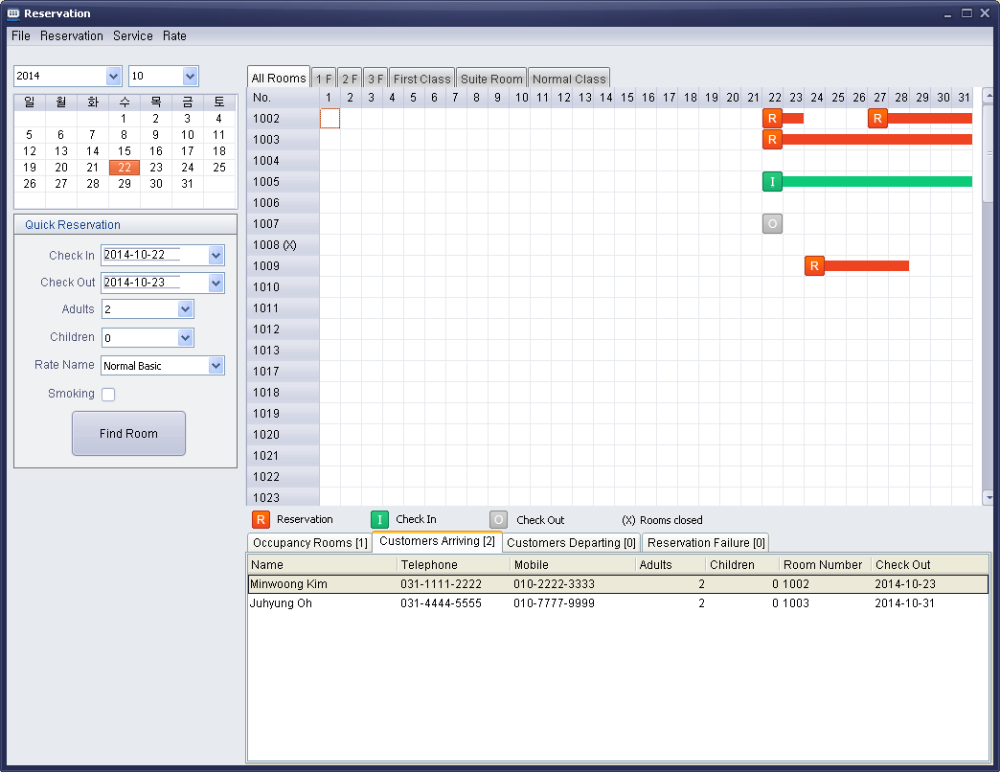 Reservation
File Reservation Service Rate
2014 10
일 월 화 수 목 금 토
1 2 3 4
5 6 7 8 9 10 11
12 13 14 15 16 17 18
19 20 21 22 23 24 25
26 27 28 29 30 31
Quick Reservation
Check In 2014-10-22
Check Out 2014-10-23
Adults 2
Children 0
Rate Name Normal Basic
Smoking
Find Room
All Rooms 1 F 2 F 3 F First Class Suite Room Normal Class
No. 1 2 3 4 5 6 7 8 9 10 11 12 13 14 15 16 17 18 19 20 21 22 23 24 25 26 27 28 29 30 31
1002 R R
1003 R
1004
1005 I
1006
1007 O
1008 (X)
1009 R
1010
1011
1012
1013
1017
1018
1019
1020
1021
1022
1023
R Reservation I Check In O Check Out (X) Rooms closed
Occupancy Rooms [1] Customers Arriving [2] Customers Departing [0] Reservation Failure [0]
Name Telephone Mobile Adults Children Room Number Check Out
Minwoong Kim 031-1111-2222 010-2222-3333 2 0 1002 2014-10-23
Juhyung Oh 031-4444-5555 010-7777-9999 2 0 1003 2014-10-31